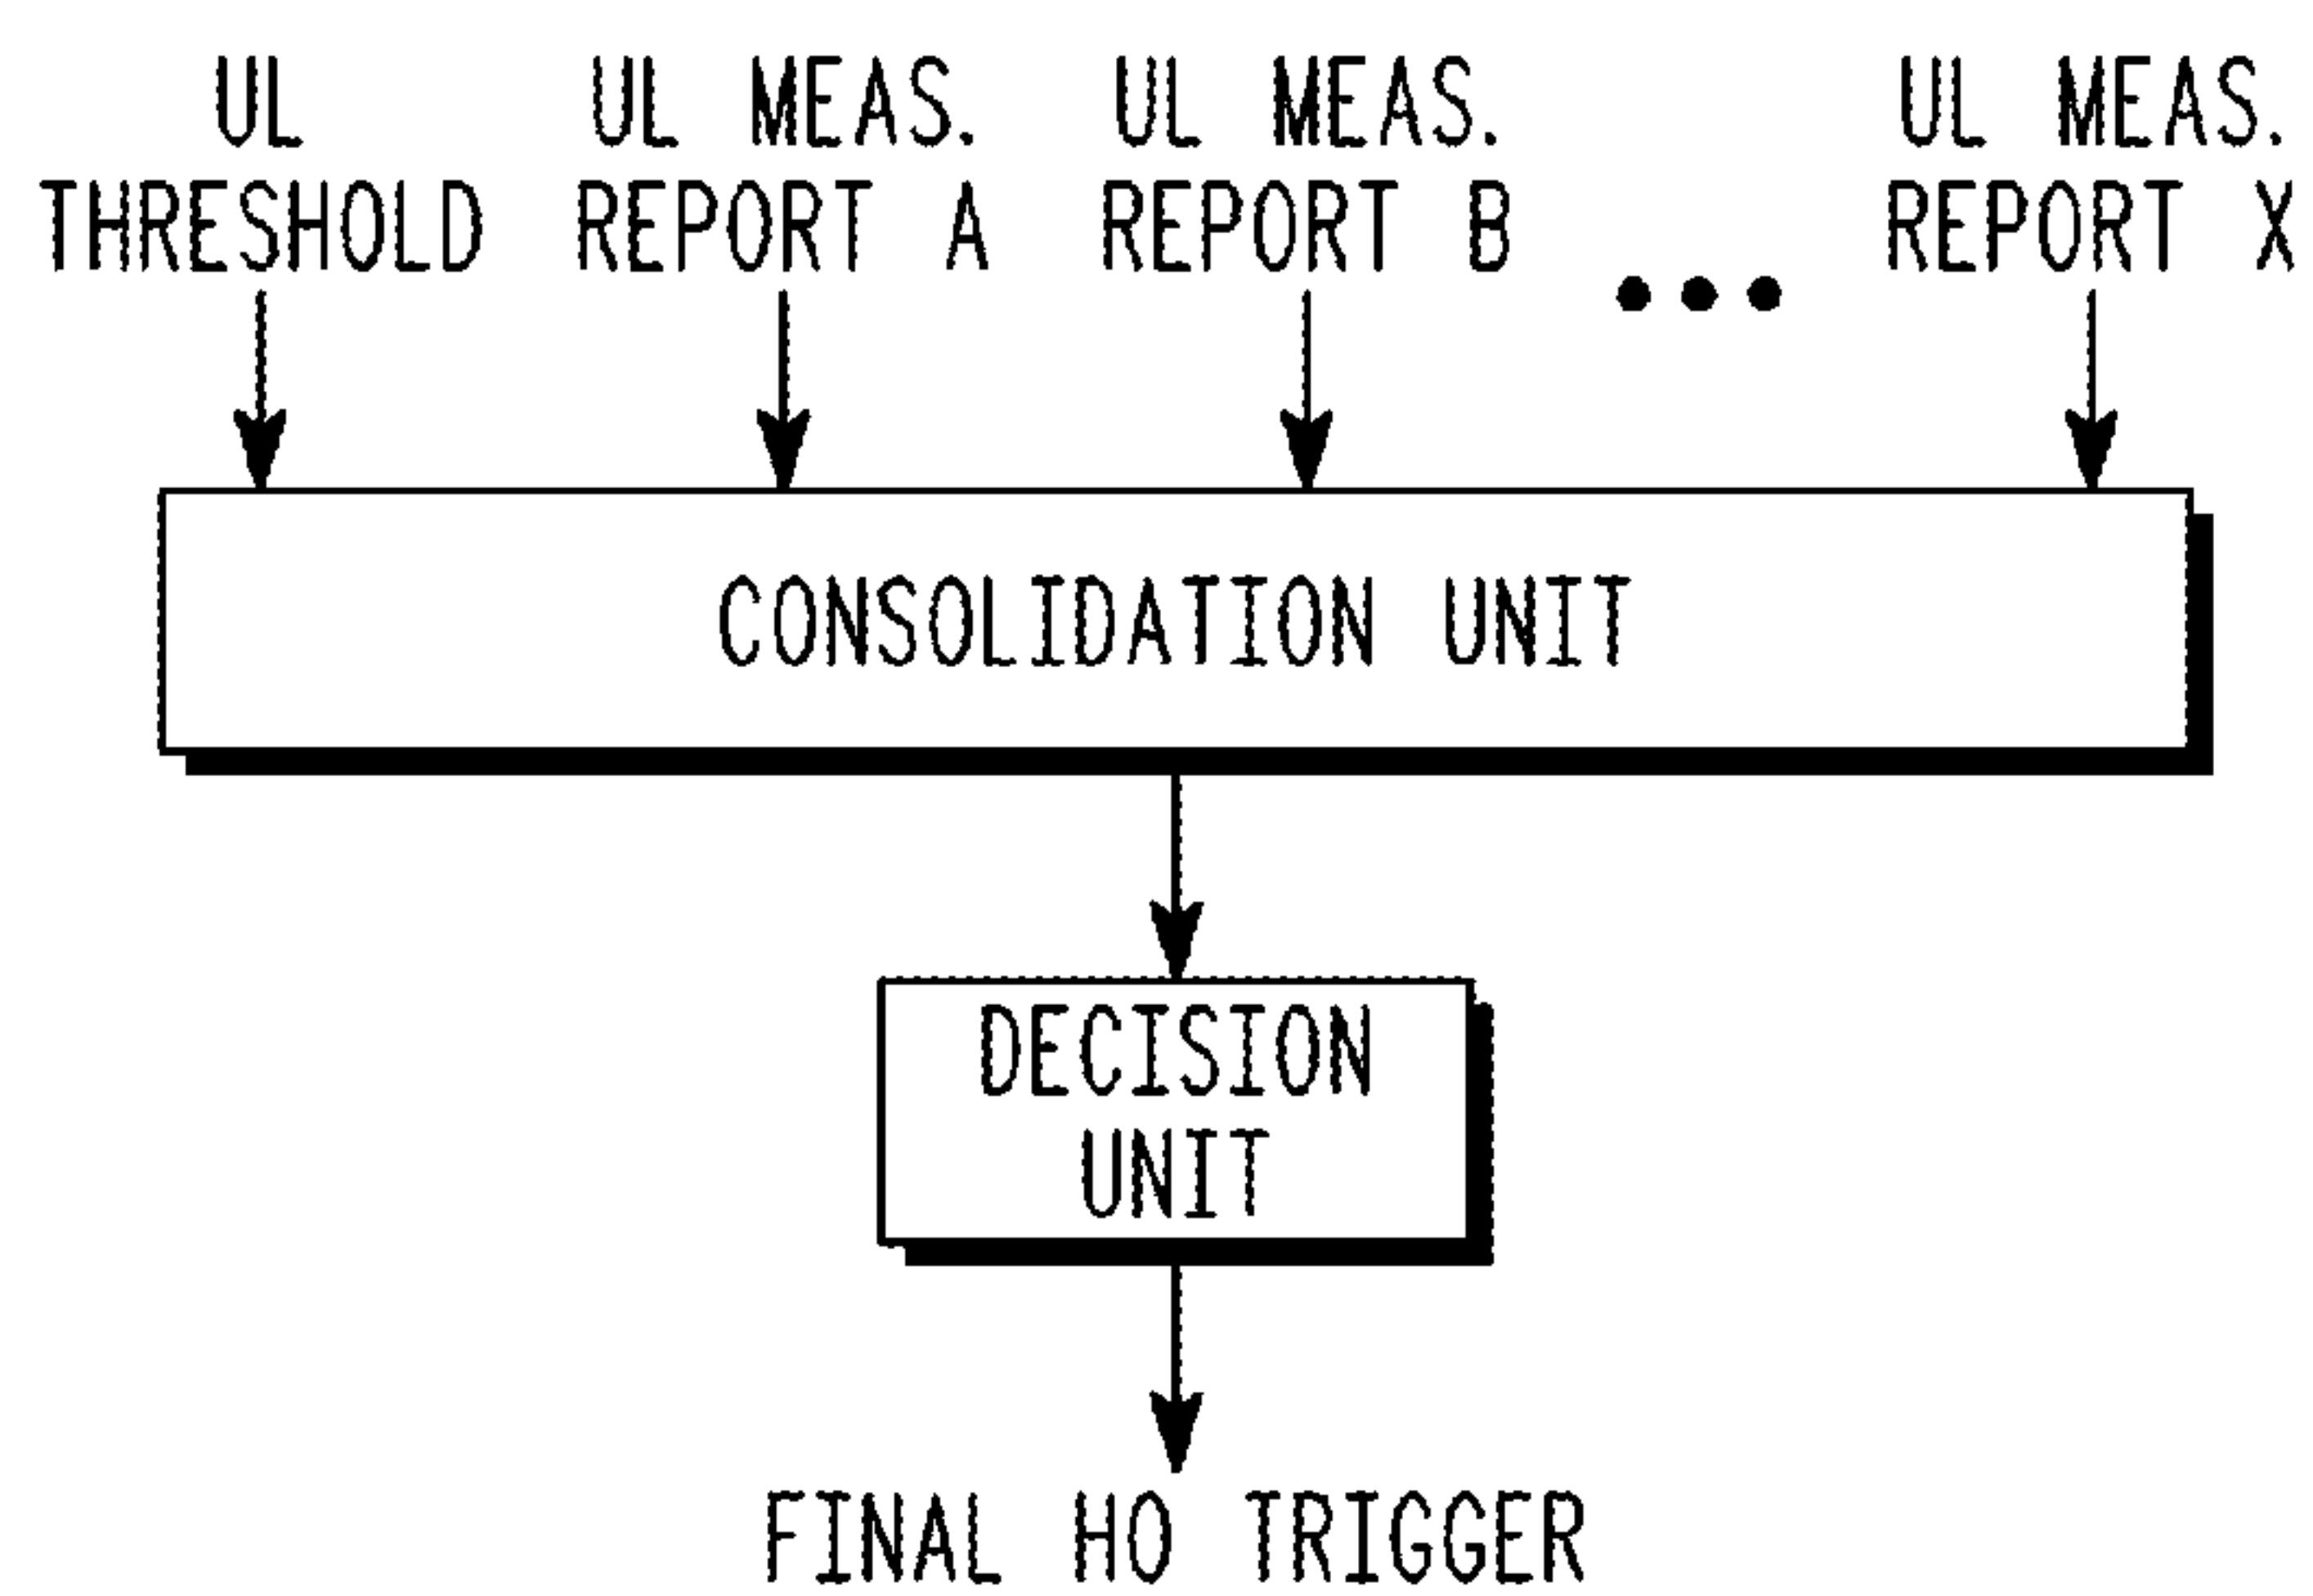 UL
THRESHOLD
UL MEAS.
REPORT A
UL MEAS.
REPORT B
UL MEAS.
REPORT X
CONSOLIDATION UNIT
DECISION
UNIT
FINAL HO TRIGGER